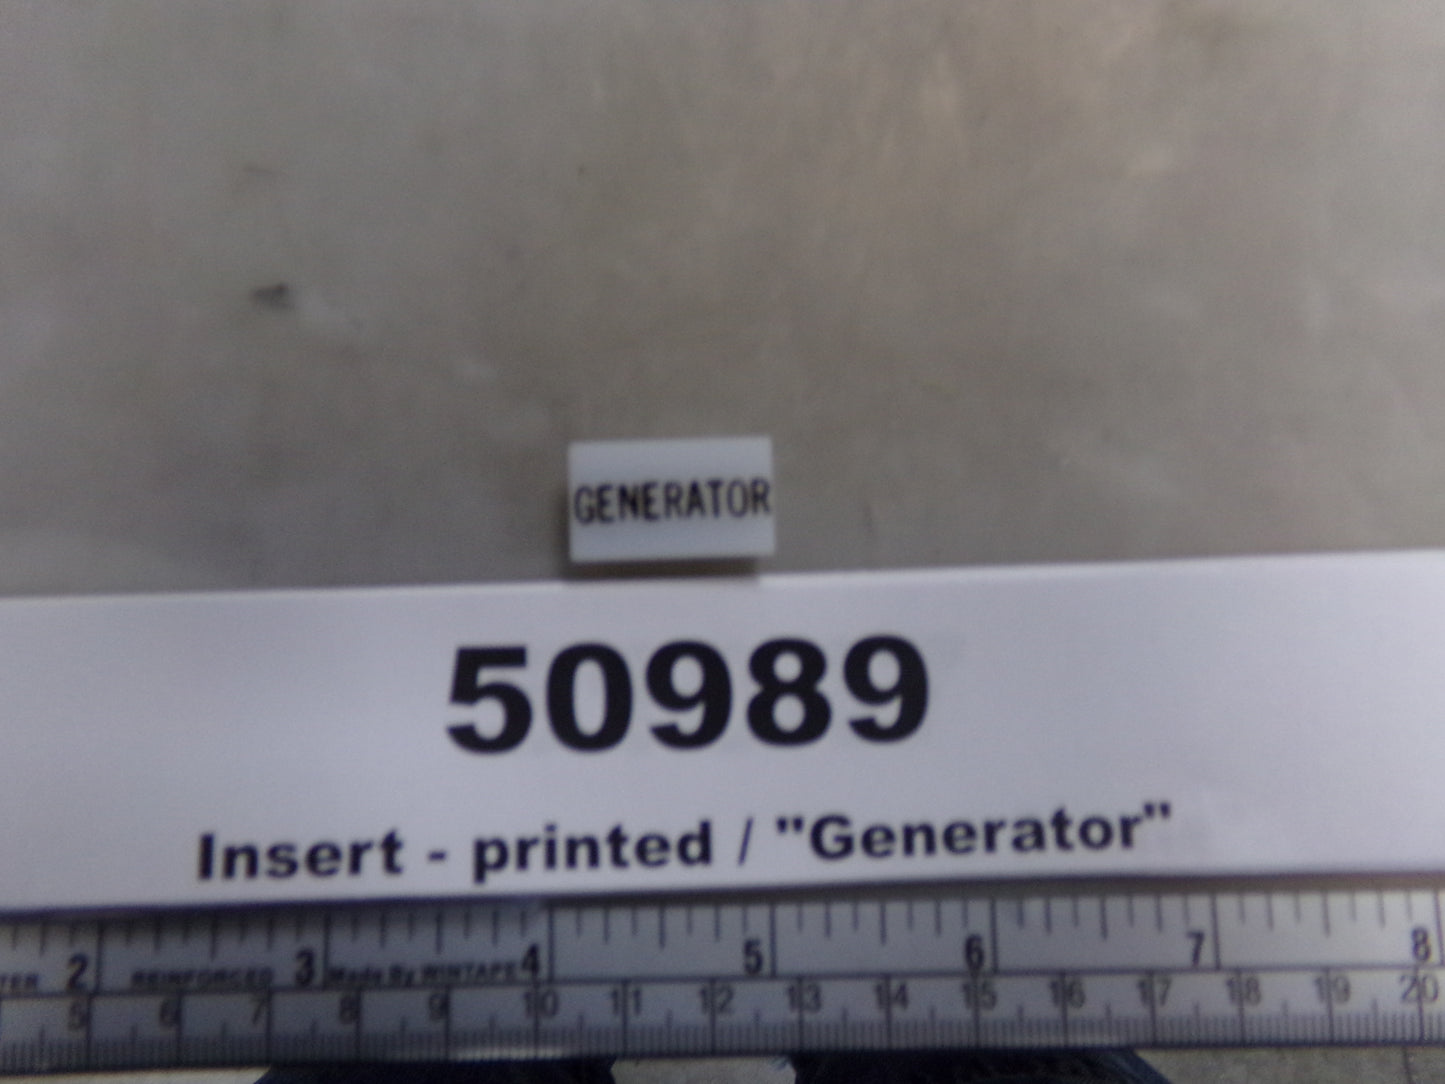 GENERATOR
50989
Insert - printed / "Generator"
2 REINFORCED 3 Made By WINTAPE 4 5 6 7 8
5 6 7 8 9 10 11 12 13 14 15 16 17 18 19 20